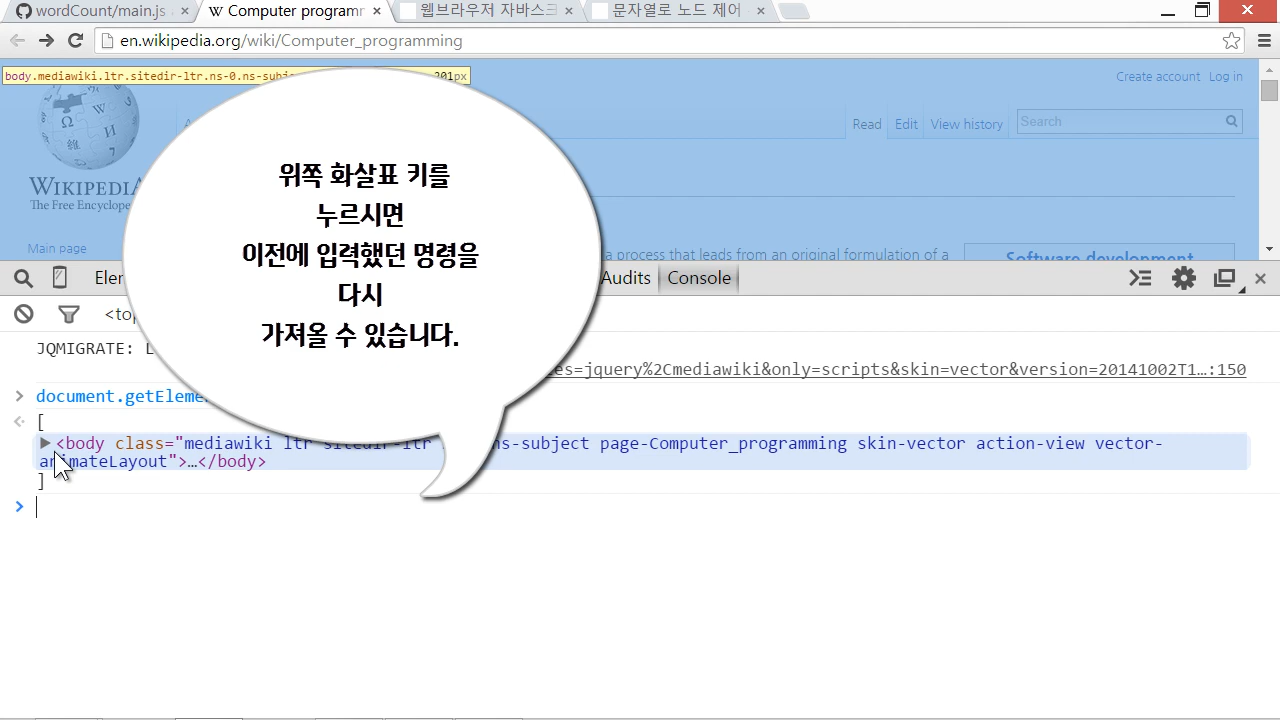 wordCount/main.js
Computer programm
웹브라우저 자바스크
문자열로 노드 제어
en.wikipedia.org/wiki/Computer_programming
body.mediawiki.ltr.sitedir-ltr.ns-0.ns-subj
201px
Create account Log in
Read Edit View history
Search
WIKIPEDIA
The Free Encyclope
Main page
a process that leads from an original formulation of a
Software development
위쪽 화살표 키를
누르시면
이전에 입력했던 명령을
다시
가져올 수 있습니다.
Elem
Audits Console
<top
JQMIGRATE: L
es=jquery%2Cmediawiki&only=scripts&skin=vector&version=20141002T1…:150
> document.getEleme
< [
▶<body class="mediawiki ltr sitedir-ltr ns-subject page-Computer_programming skin-vector action-view vector-
animateLayout">…</body>
]
>